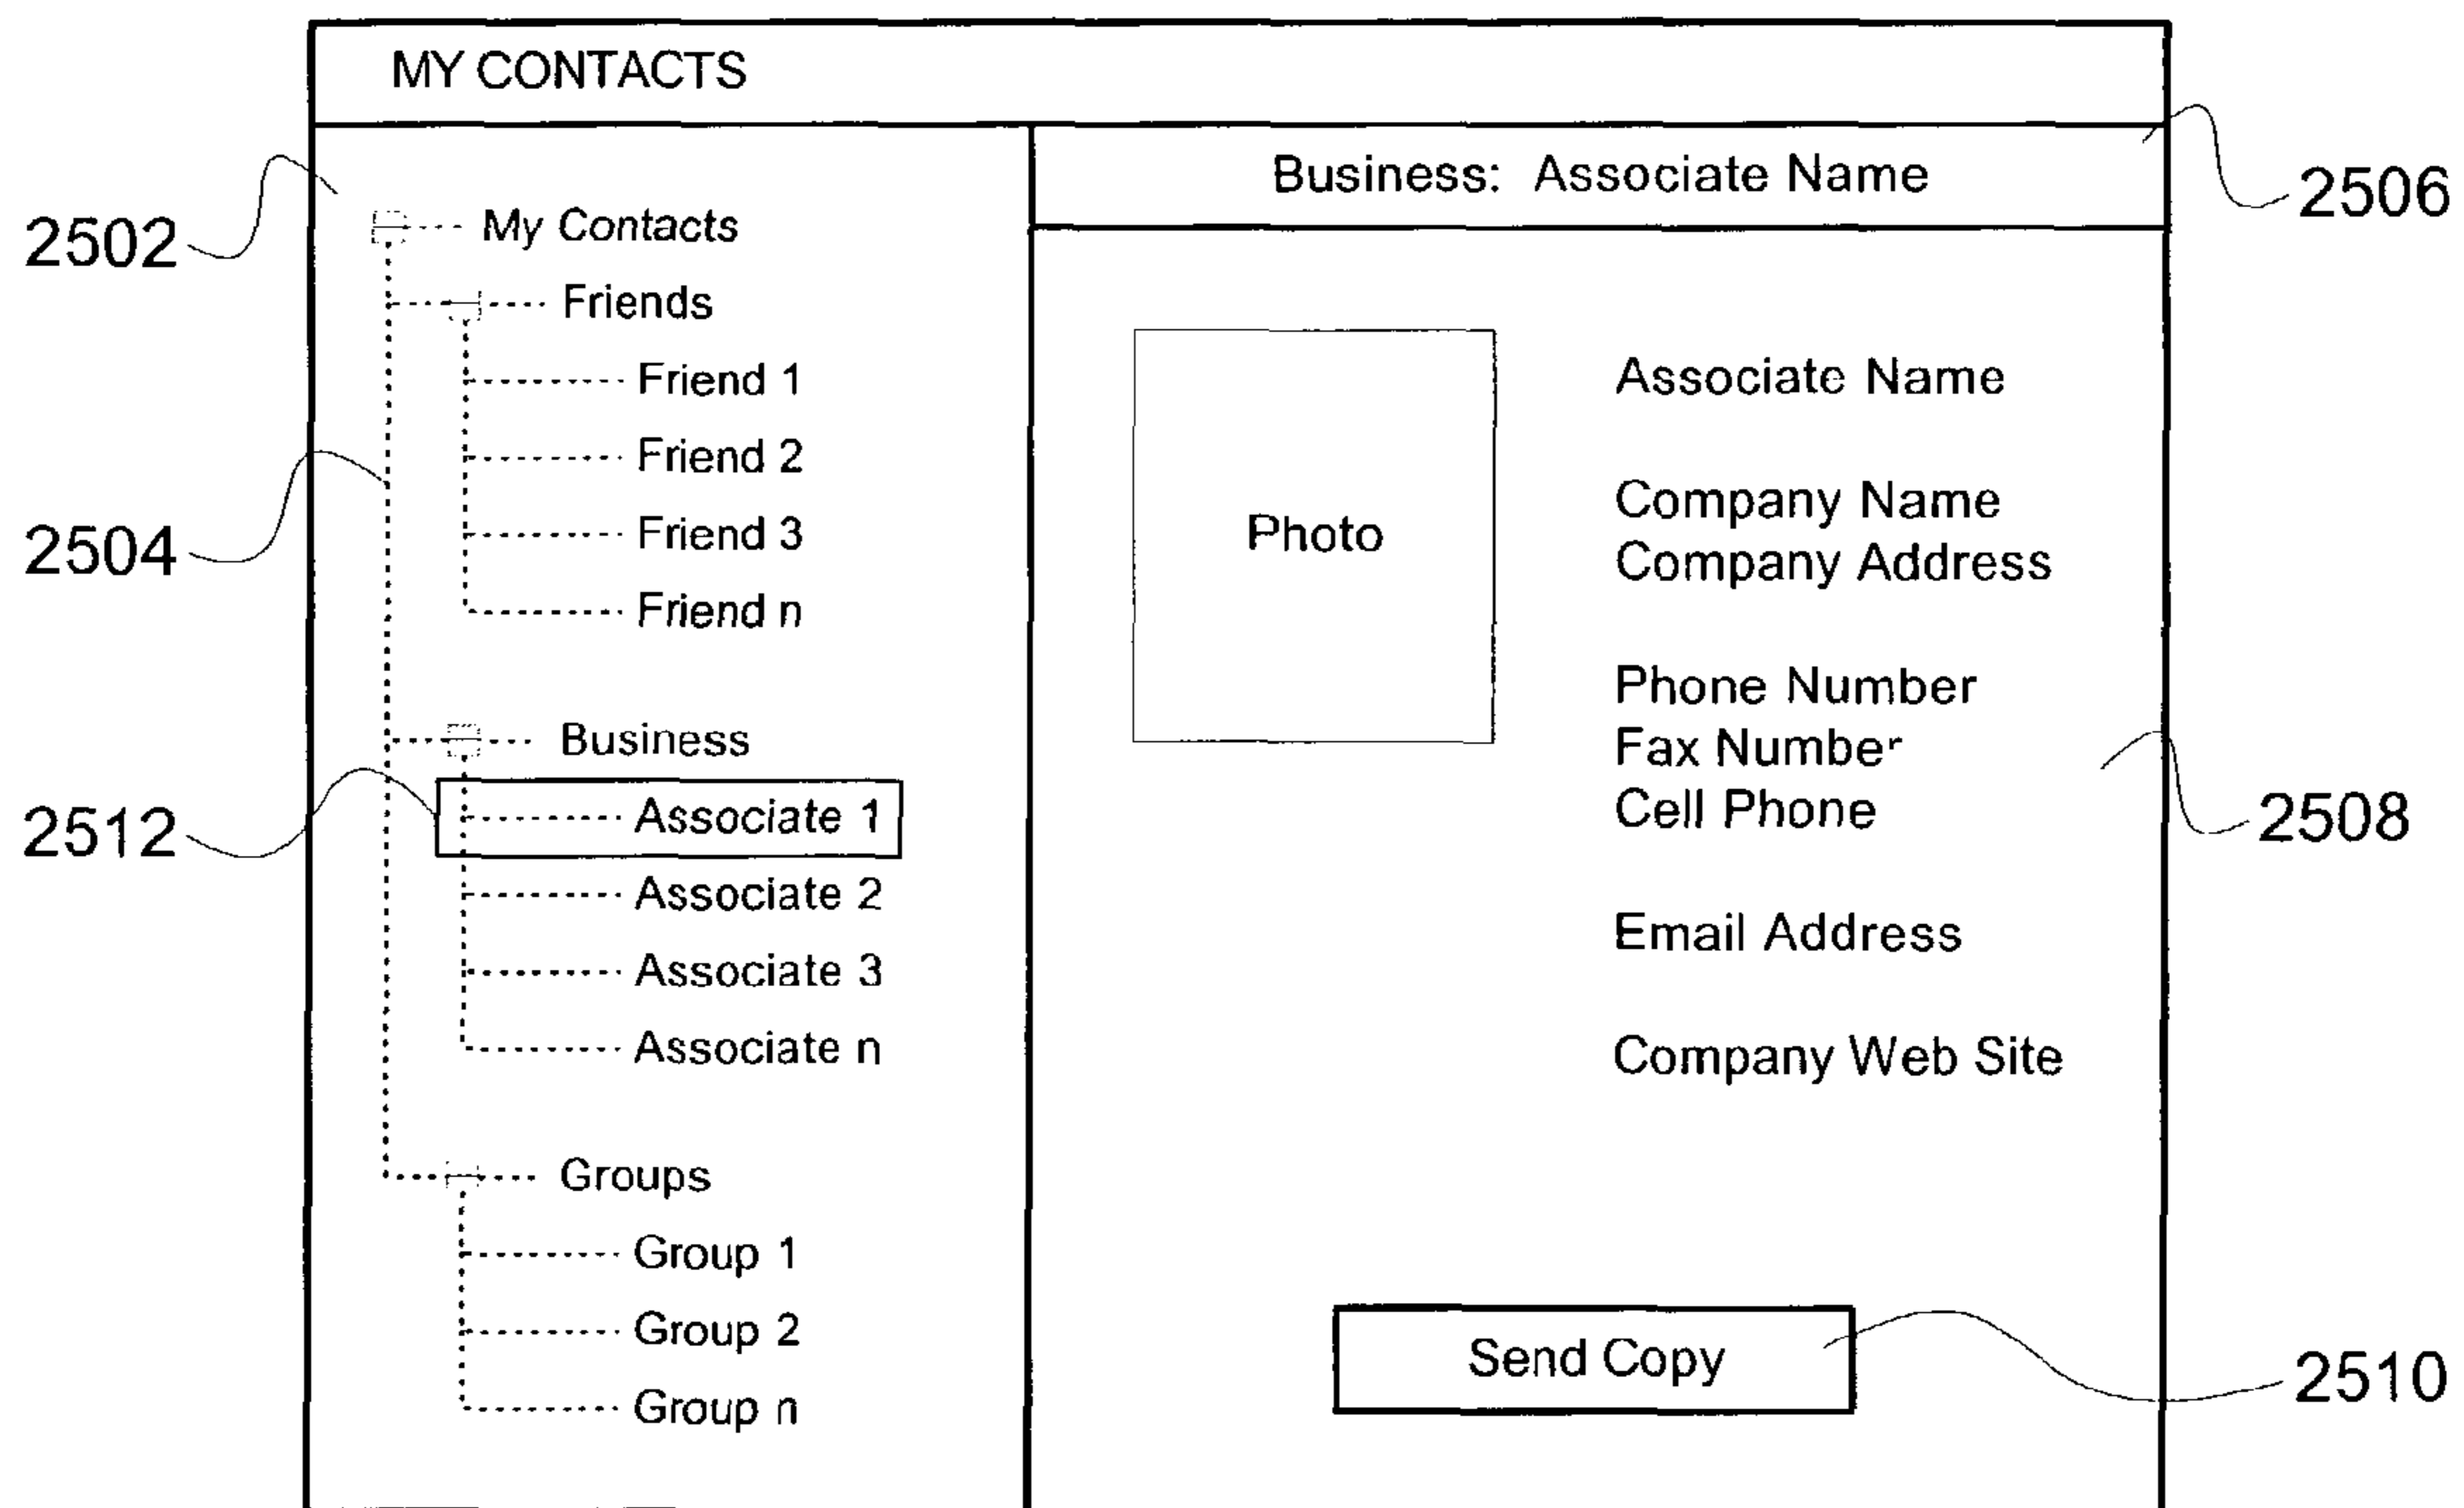 MY CONTACTS
2502
My Contacts
Friends
Friend 1
Friend 2
2504
Friend 3
Friend n
Business
2512
Associate 1
Associate 2
Associate 3
Associate n
Groups
Group 1
Group 2
Group n
Business: Associate Name
2506
Photo
Associate Name
Company Name
Company Address
Phone Number
Fax Number
Cell Phone
2508
Email Address
Company Web Site
Send Copy
2510